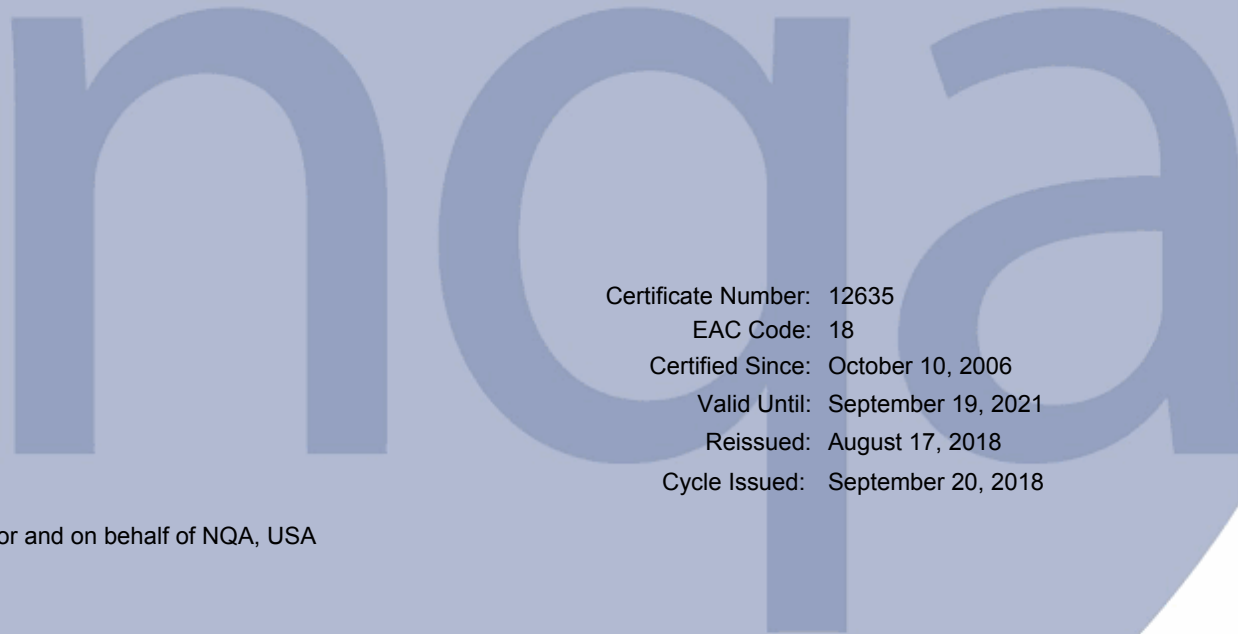 nqa
Certificate Number: 12635
EAC Code: 18
Certified Since: October 10, 2006
Valid Until: September 19, 2021
Reissued: August 17, 2018
Cycle Issued: September 20, 2018
or and on behalf of NQA, USA